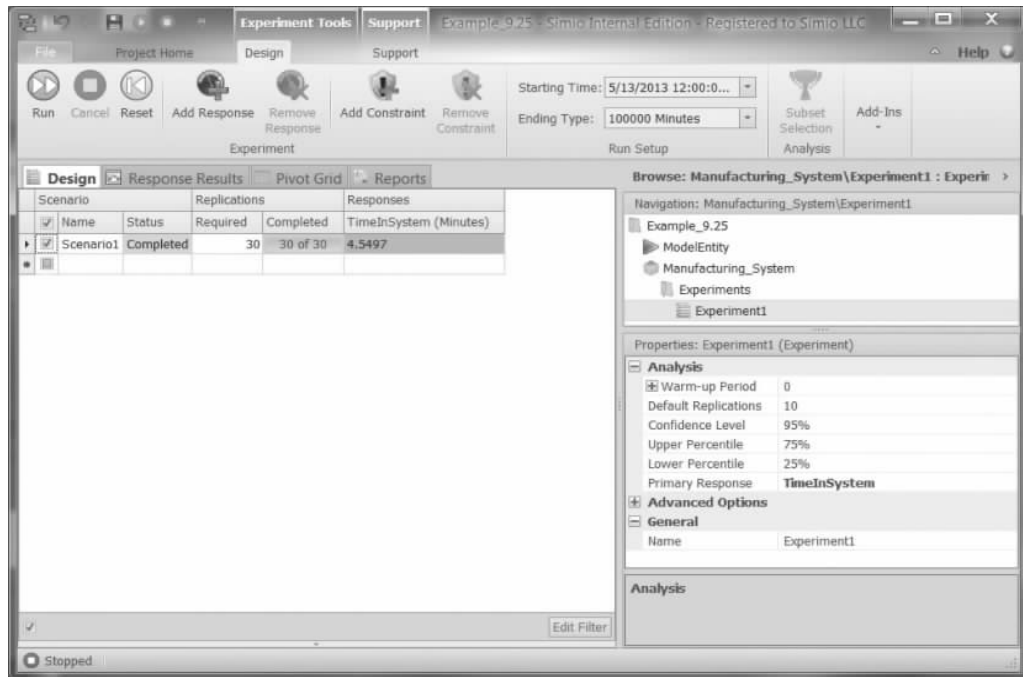 Experiment Tools Support Example_9.25 - Simio Internal Edition - Registered to Simio LLC
File Project Home Design Support Help
Run Cancel Reset Add Response Remove Response Add Constraint Remove Constraint
Starting Time: 5/13/2013 12:00:0...
Ending Type: 100000 Minutes
Subset Selection Add-Ins
Experiment Run Setup Analysis
Design Response Results Pivot Grid Reports
Scenario Replications Responses
Name Status Required Completed TimeInSystem (Minutes)
Scenario1 Completed 30 30 of 30 4.5497
Edit Filter
Browse: Manufacturing_System\Experiment1 : Experin
Navigation: Manufacturing_System\Experiment1
Example_9.25
ModelEntity
Manufacturing_System
Experiments
Experiment1
Properties: Experiment1 (Experiment)
Analysis
Warm-up Period 0
Default Replications 10
Confidence Level 95%
Upper Percentile 75%
Lower Percentile 25%
Primary Response TimeInSystem
Advanced Options
General
Name Experiment1
Analysis
Stopped